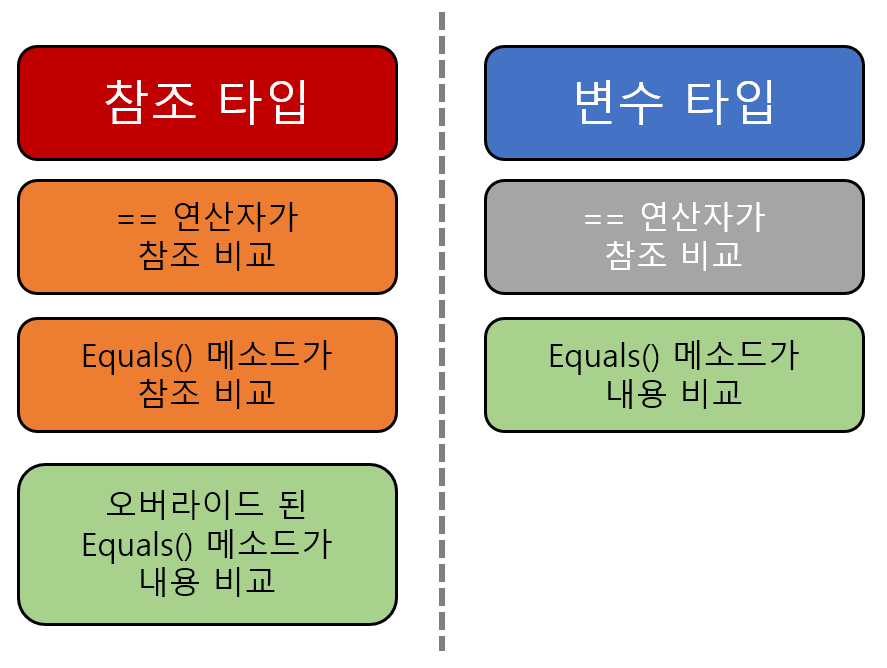 참조 타입
== 연산자가
참조 비교
Equals() 메소드가
참조 비교
오버라이드 된
Equals() 메소드가
내용 비교
변수 타입
== 연산자가
참조 비교
Equals() 메소드가
내용 비교